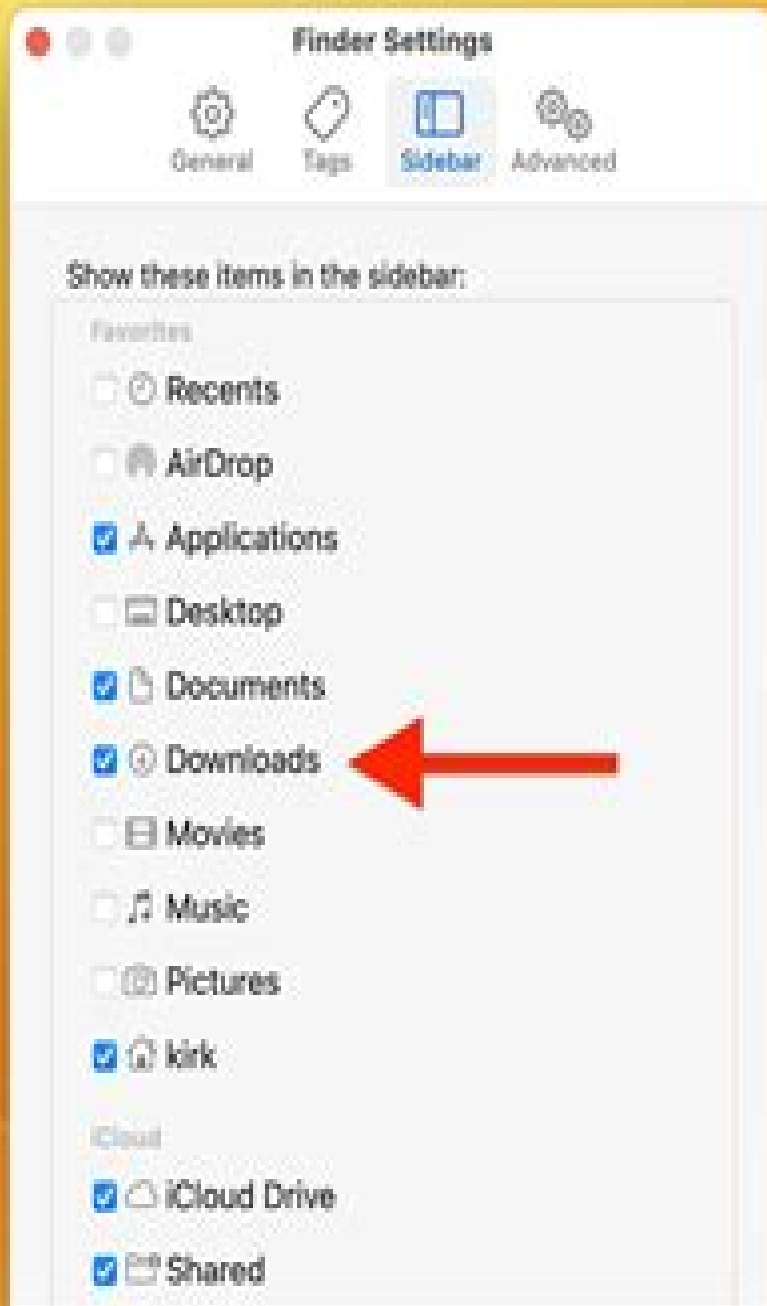 Finder Settings
General Tags Sidebar Advanced
Show these items in the sidebar:
Favorites
Recents
AirDrop
Applications
Desktop
Documents
Downloads
Movies
Music
Pictures
kirk
iCloud
iCloud Drive
Shared